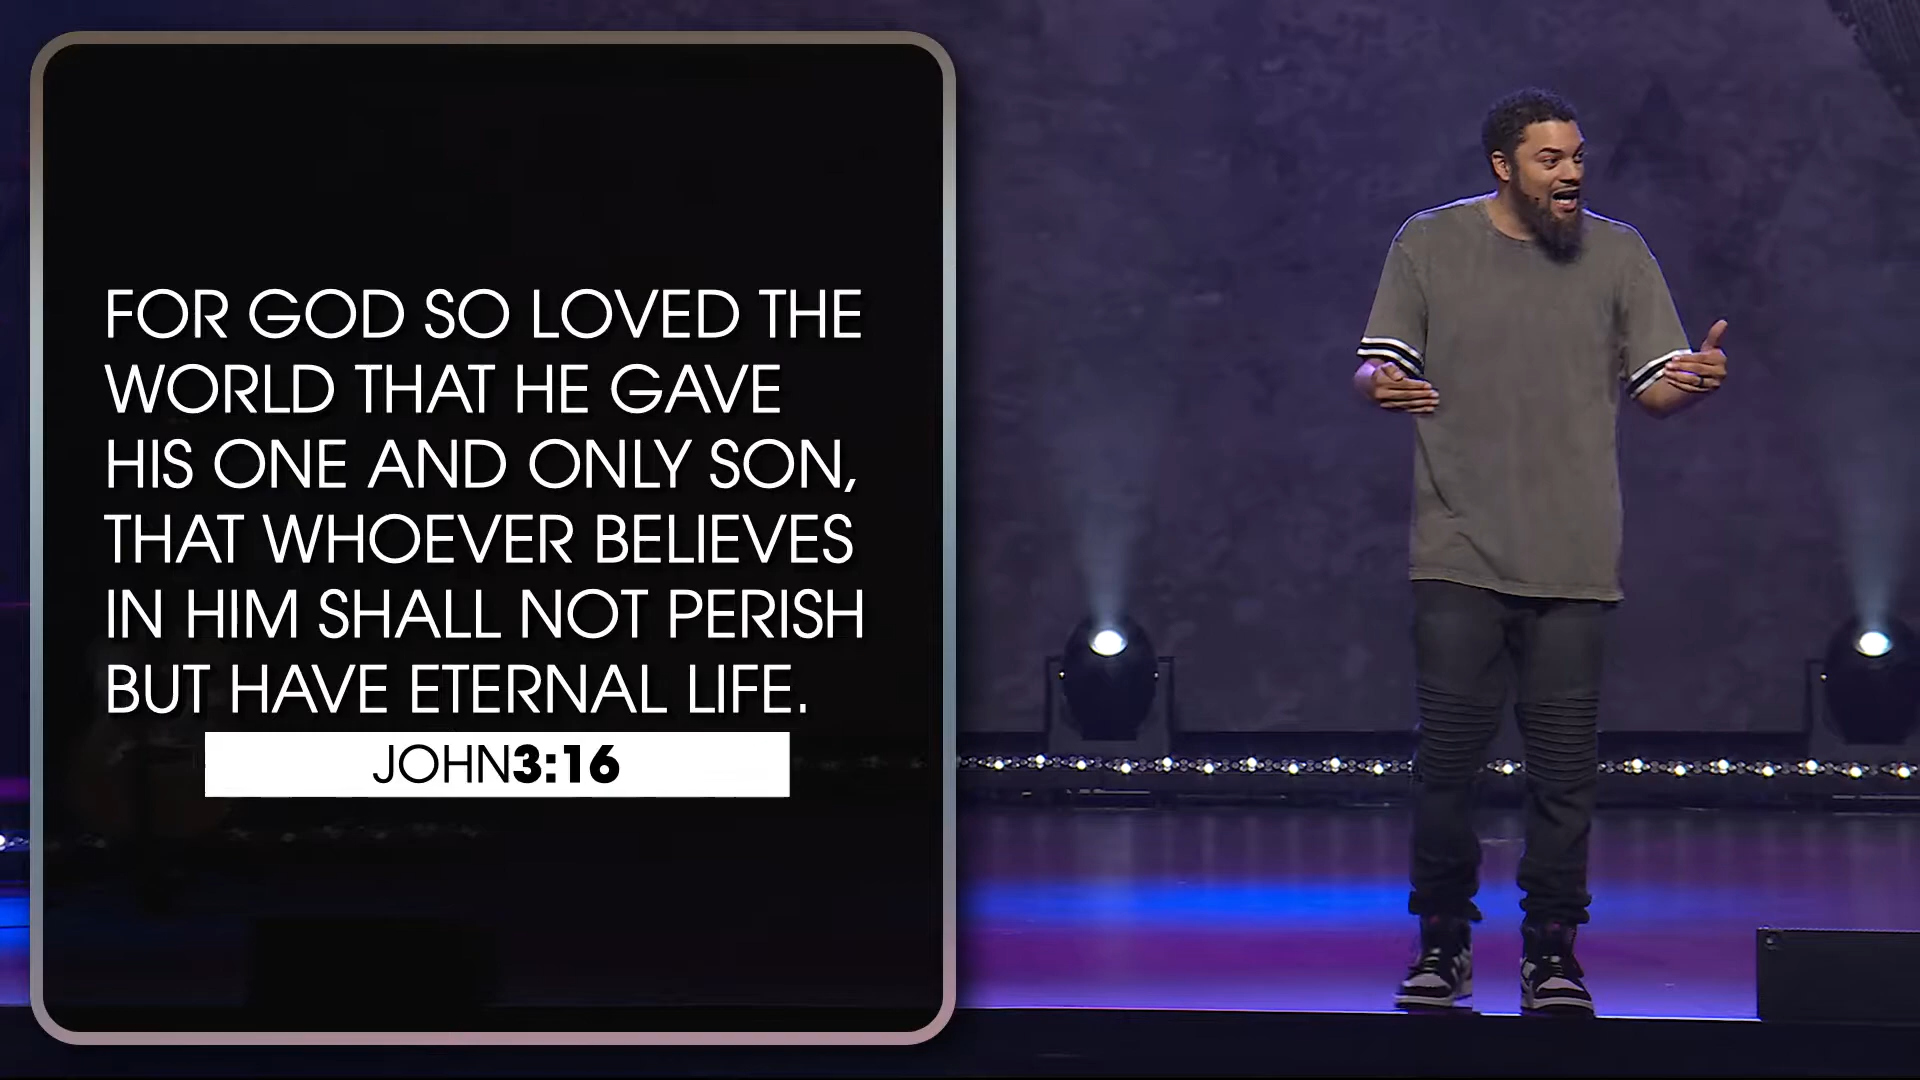 FOR GOD SO LOVED THE
WORLD THAT HE GAVE
HIS ONE AND ONLY SON,
THAT WHOEVER BELIEVES
IN HIM SHALL NOT PERISH
BUT HAVE ETERNAL LIFE.
JOHN3:16